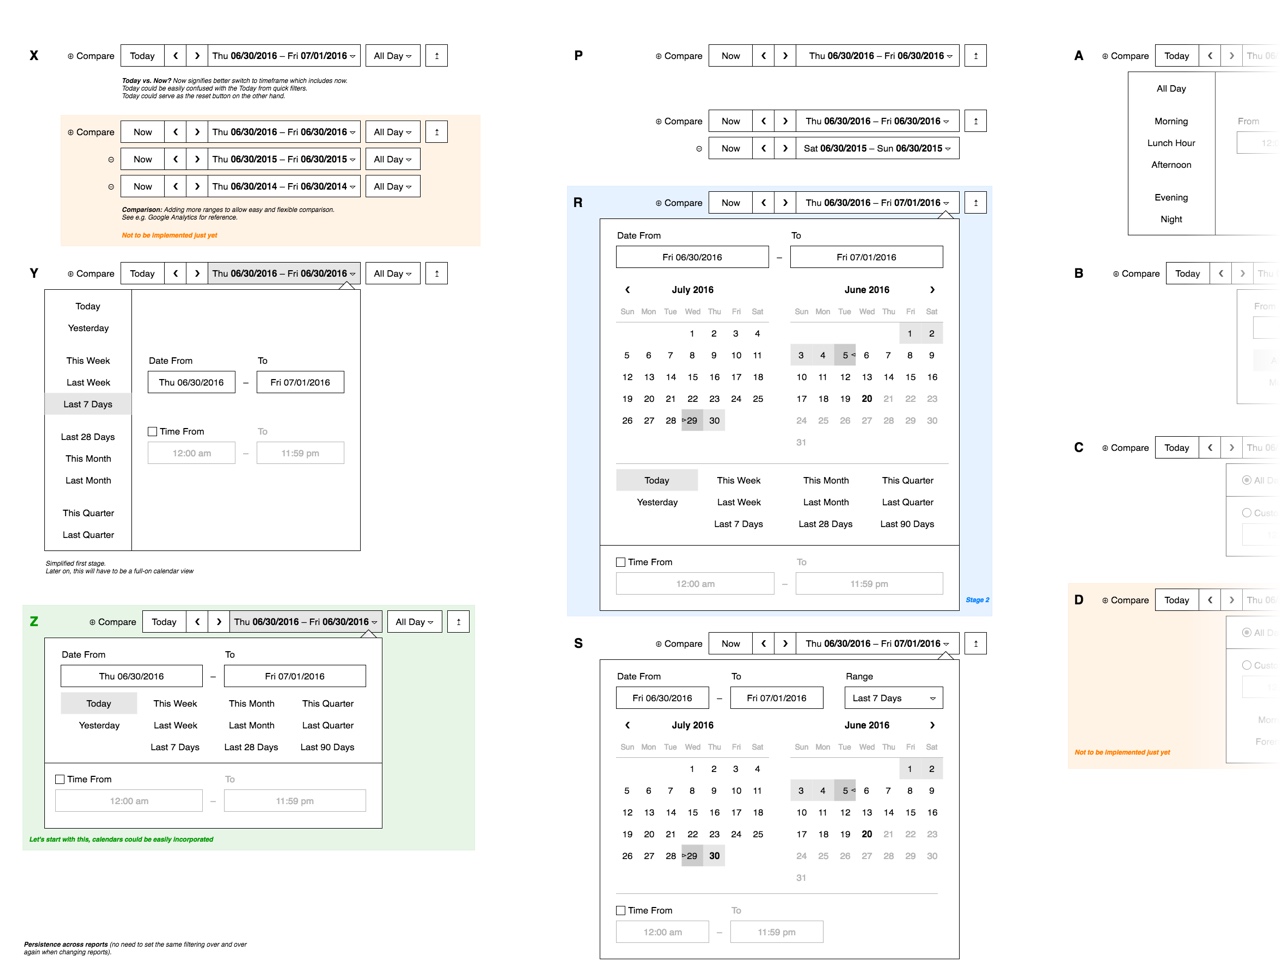 X
Compare Today ‹ › Thu 06/30/2016 – Fri 07/01/2016 All Day
Today vs. Now? Now signifies better switch to timeframe which includes now.
Today could be easily confused with the Today from quick filters.
Today could serve as the reset button on the other hand.
Compare Now ‹ › Thu 06/30/2016 – Fri 06/30/2016 All Day
Now ‹ › Thu 06/30/2015 – Fri 06/30/2015 All Day
Now ‹ › Thu 06/30/2014 – Fri 06/30/2014 All Day
Comparison: Adding more ranges to allow easy and flexible comparison.
See e.g. Google Analytics for reference.
Not to be implemented just yet
Y
Compare Today ‹ › Thu 06/30/2016 – Fri 06/30/2016 All Day
Today
Yesterday
This Week
Last Week
Last 7 Days
Last 28 Days
This Month
Last Month
This Quarter
Last Quarter
Date From To
Thu 06/30/2016 – Fri 07/01/2016
Time From To
12:00 am – 11:59 pm
Simplified first stage.
Later on, this will have to be a full-on calendar view
Z
Compare Today ‹ › Thu 06/30/2016 – Fri 06/30/2016 All Day
Date From To
Thu 06/30/2016 – Fri 07/01/2016
Today This Week This Month This Quarter
Yesterday Last Week Last Month Last Quarter
Last 7 Days Last 28 Days Last 90 Days
Time From To
12:00 am – 11:59 pm
Let's start with this, calendars could be easily incorporated
Persistence across reports (no need to set the same filtering over and over
again when changing reports).
P
Compare Now ‹ › Thu 06/30/2016 – Fri 06/30/2016
Compare Now ‹ › Thu 06/30/2016 – Fri 06/30/2016
Now ‹ › Sat 06/30/2015 – Sun 06/30/2015
R
Compare Now ‹ › Thu 06/30/2016 – Fri 07/01/2016
Date From To
Fri 06/30/2016 – Fri 07/01/2016
‹ July 2016 June 2016 ›
Sun Mon Tue Wed Thu Fri Sat Sun Mon Tue Wed Thu Fri Sat
1 2 3 4 1 2
5 6 7 8 9 10 11 3 4 5 6 7 8 9
12 13 14 15 16 17 18 10 11 12 13 14 15 16
19 20 21 22 23 24 25 17 18 19 20 21 22 23
26 27 28 29 30 24 25 26 27 28 29 30
31
Today This Week This Month This Quarter
Yesterday Last Week Last Month Last Quarter
Last 7 Days Last 28 Days Last 90 Days
Time From To
12:00 am – 11:59 pm
Stage 2
S
Compare Now ‹ › Thu 06/30/2016 – Fri 07/01/2016
Date From To Range
Fri 06/30/2016 – Fri 07/01/2016 Last 7 Days
‹ July 2016 June 2016 ›
Sun Mon Tue Wed Thu Fri Sat Sun Mon Tue Wed Thu Fri Sat
1 2 3 4 1 2
5 6 7 8 9 10 11 3 4 5 6 7 8 9
12 13 14 15 16 17 18 10 11 12 13 14 15 16
19 20 21 22 23 24 25 17 18 19 20 21 22 23
26 27 28 29 30 24 25 26 27 28 29 30
31
Time From To
12:00 am – 11:59 pm
A
Compare Today ‹ › Thu
All Day
Morning
Lunch Hour
Afternoon
Evening
Night
From
B
Compare Today ‹ › Thu
From
C
Compare Today ‹ › Thu
All
D
Compare Today ‹ › Thu
All
Not to be implemented just yet